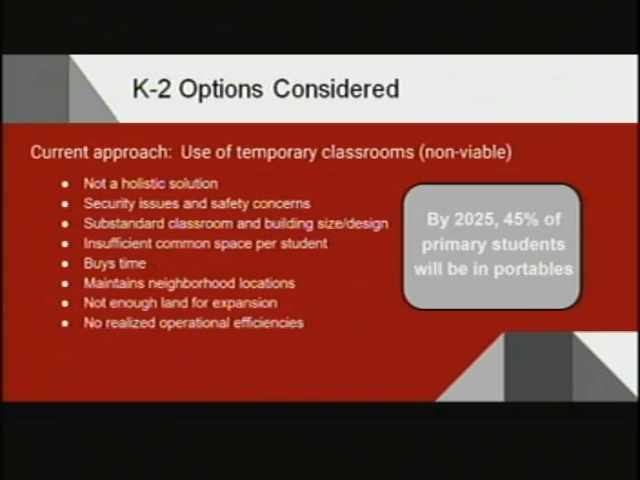 K-2 Options Considered
Current approach:  Use of temporary classrooms (non-viable)
● Not a holistic solution
● Security issues and safety concerns
● Substandard classroom and building size/design
● Insufficient common space per student
● Buys time
● Maintains neighborhood locations
● Not enough land for expansion
● No realized operational efficiencies
By 2025, 45% of
primary students
will be in portables